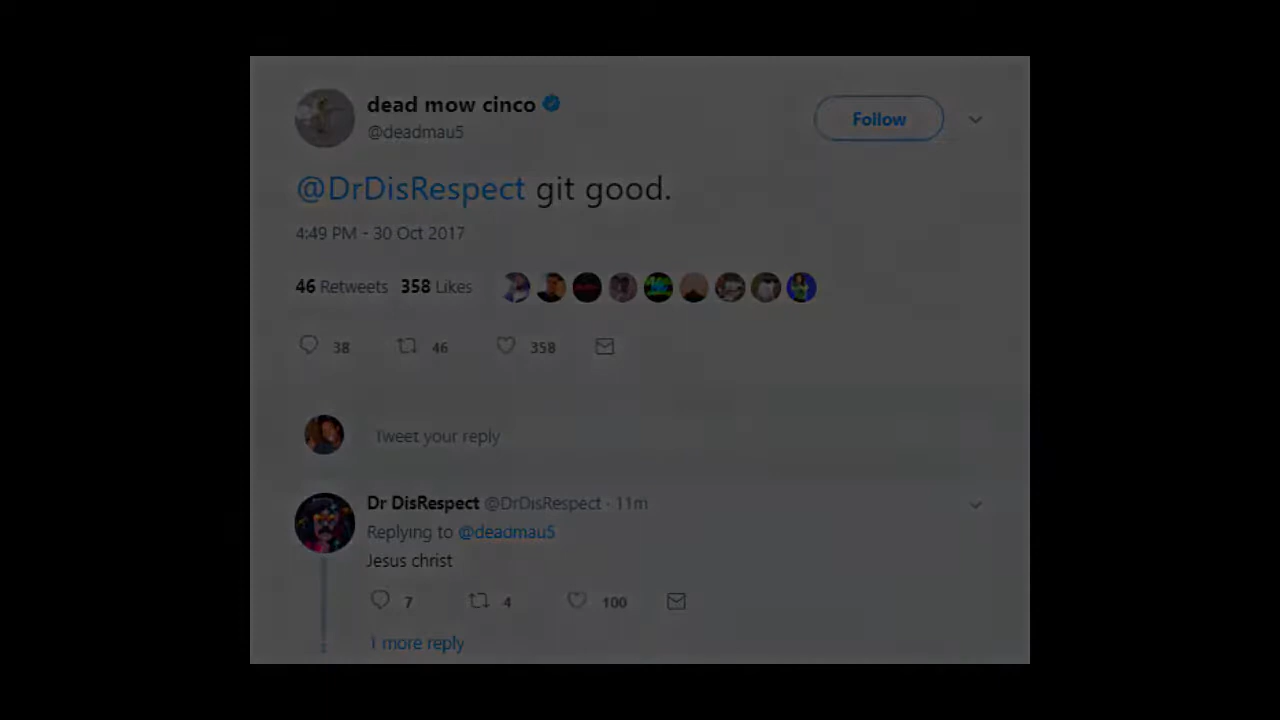 dead mow cinco
Follow
@deadmau5
@DrDisRespect git good.
4:49 PM - 30 Oct 2017
46 Retweets 358 Likes
38 46 358
Tweet your reply
Dr DisRespect @DrDisRespect · 11m
Replying to @deadmau5
Jesus christ
7 4 100
1 more reply